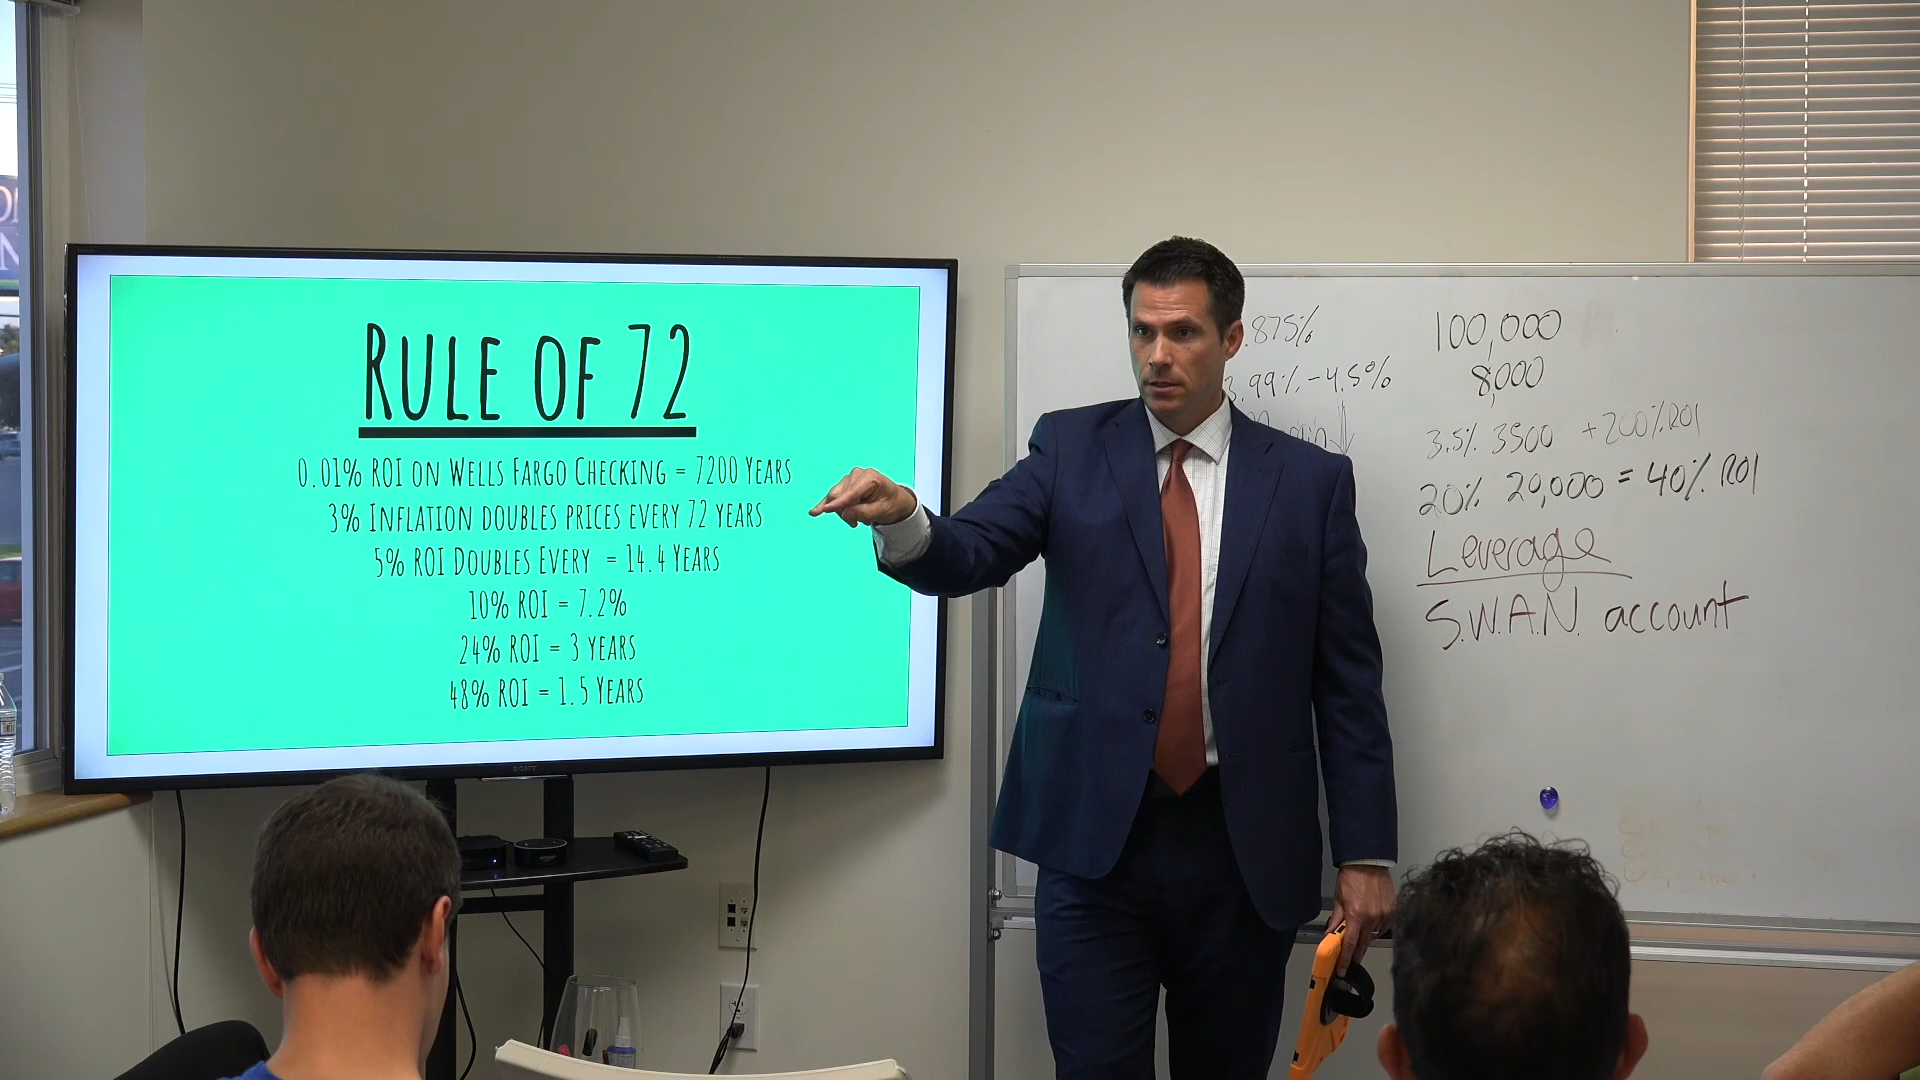 RULE OF 72
0.01% ROI ON WELLS FARGO CHECKING = 7200 YEARS
3% INFLATION DOUBLES PRICES EVERY 72 YEARS
5% ROI DOUBLES EVERY = 14.4 YEARS
10% ROI = 7.2%
24% ROI = 3 YEARS
48% ROI = 1.5 YEARS
SONY
.875%
3.99% - 4.5%
100,000
8,000
3.5% 3500 +200% ROI
20% 20,000 = 40% ROI
Leverage
S.W.A.N. account